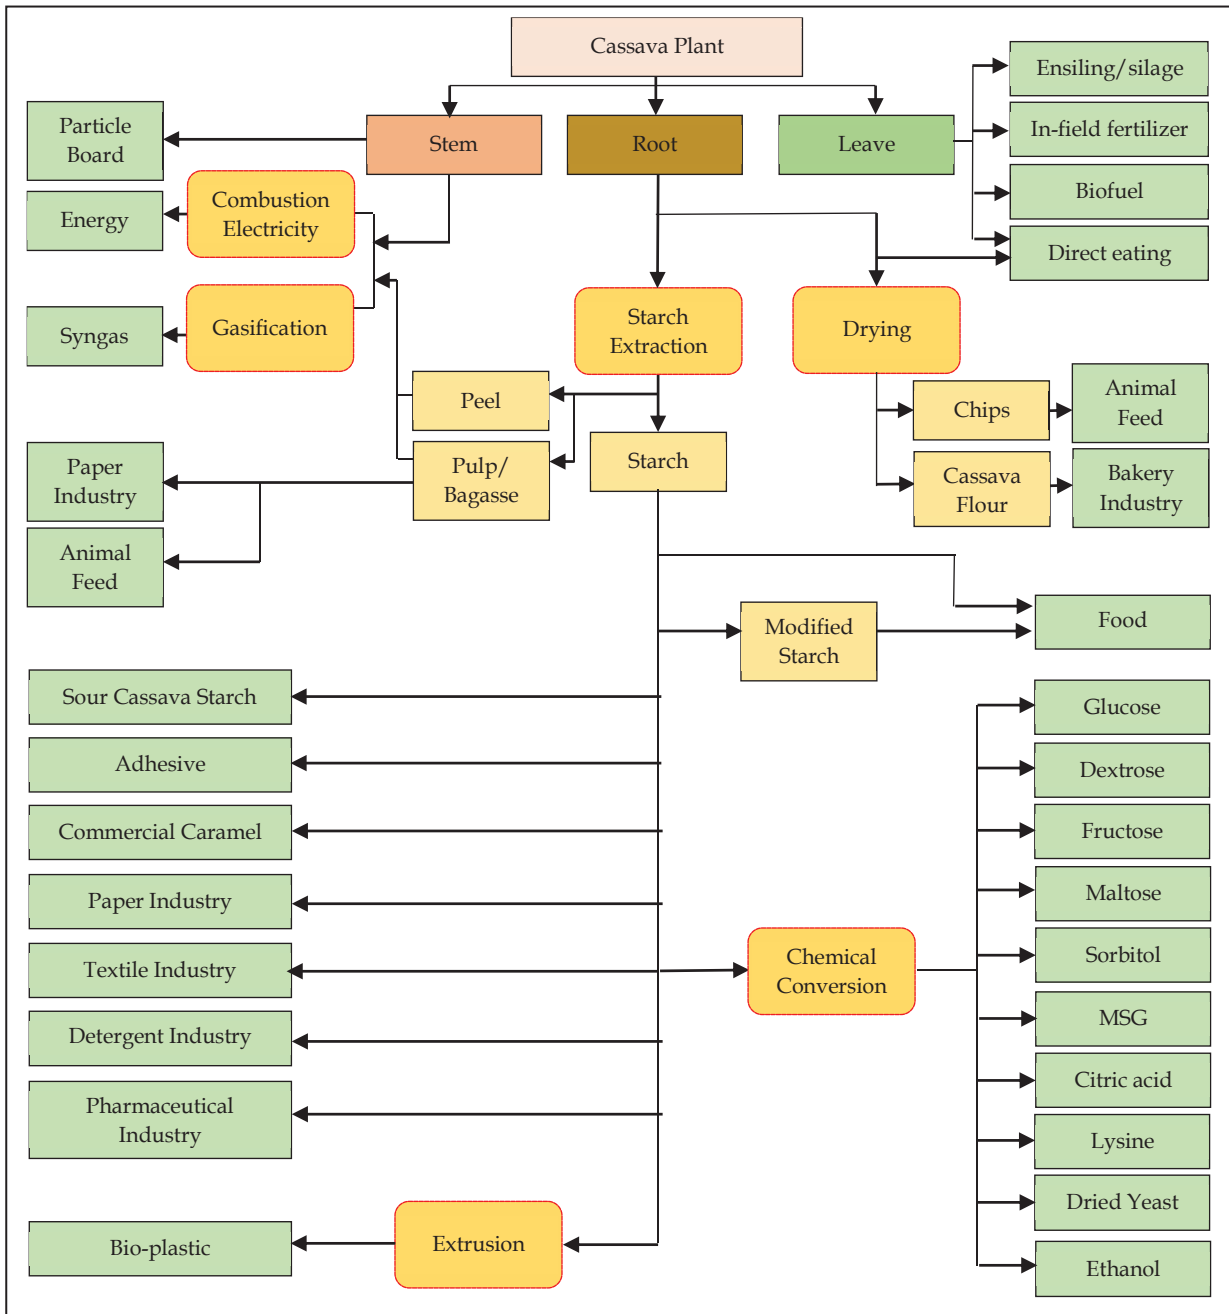 Cassava Plant
Ensiling/silage
Particle
Board
Stem
Root
Leave
In-field fertilizer
Combustion
Electricity
Energy
Biofuel
Direct eating
Gasification
Syngas
Starch
Extraction
Drying
Peel
Chips
Animal
Feed
Paper
Industry
Pulp/
Bagasse
Starch
Cassava
Flour
Bakery
Industry
Animal
Feed
Modified
Starch
Food
Sour Cassava Starch
Glucose
Adhesive
Dextrose
Commercial Caramel
Fructose
Paper Industry
Maltose
Textile Industry
Chemical
Conversion
Sorbitol
Detergent Industry
MSG
Pharmaceutical
Industry
Citric acid
Lysine
Dried Yeast
Bio-plastic
Extrusion
Ethanol